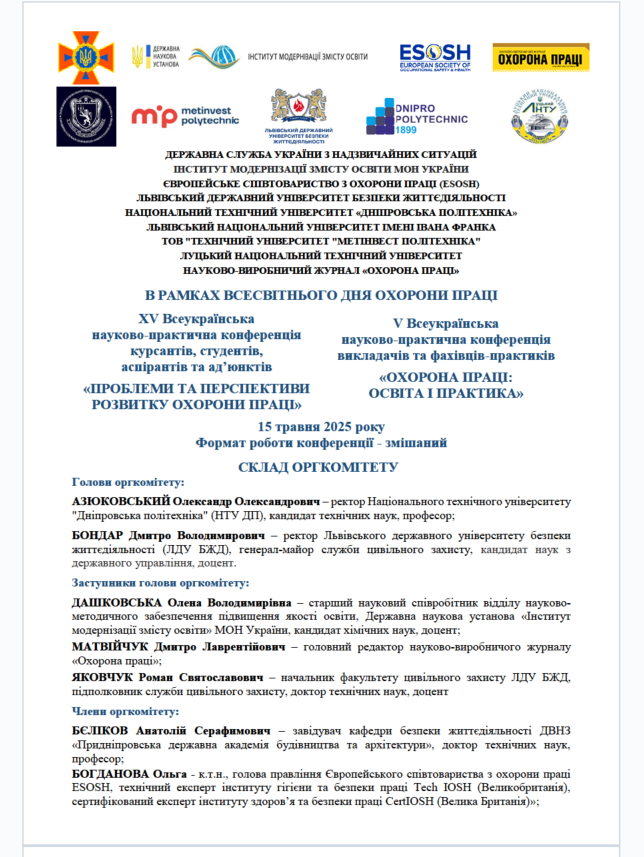 ДЕРЖАВНА
НАУКОВА
УСТАНОВА
ІНСТИТУТ МОДЕРНІЗАЦІЇ ЗМІСТУ ОСВІТИ
ESOSH
EUROPEAN SOCIETY OF
OCCUPATIONAL SAFETY & HEALTH
ОХОРОНА ПРАЦІ
metinvest
polytechnic
ЛЬВІВСЬКИЙ ДЕРЖАВНИЙ
УНІВЕРСИТЕТ БЕЗПЕКИ
ЖИТТЄДІЯЛЬНОСТІ
DNIPRO
POLYTECHNIC
1899
ЛНТУ
ДЕРЖАВНА СЛУЖБА УКРАЇНИ З НАДЗВИЧАЙНИХ СИТУАЦІЙ
ІНСТИТУТ МОДЕРНІЗАЦІЇ ЗМІСТУ ОСВІТИ МОН УКРАЇНИ
ЄВРОПЕЙСЬКЕ СПІВТОВАРИСТВО З ОХОРОНИ ПРАЦІ (ESOSH)
ЛЬВІВСЬКИЙ ДЕРЖАВНИЙ УНІВЕРСИТЕТ БЕЗПЕКИ ЖИТТЄДІЯЛЬНОСТІ
НАЦІОНАЛЬНИЙ ТЕХНІЧНИЙ УНІВЕРСИТЕТ «ДНІПРОВСЬКА ПОЛІТЕХНІКА»
ЛЬВІВСЬКИЙ НАЦІОНАЛЬНИЙ УНІВЕРСИТЕТ ІМЕНІ ІВАНА ФРАНКА
ТОВ "ТЕХНІЧНИЙ УНІВЕРСИТЕТ "МЕТІНВЕСТ ПОЛІТЕХНІКА"
ЛУЦЬКИЙ НАЦІОНАЛЬНИЙ ТЕХНІЧНИЙ УНІВЕРСИТЕТ
НАУКОВО-ВИРОБНИЧИЙ ЖУРНАЛ «ОХОРОНА ПРАЦІ»
В РАМКАХ ВСЕСВІТНЬОГО ДНЯ ОХОРОНИ ПРАЦІ
XV Всеукраїнська
науково-практична конференція
курсантів, студентів,
аспірантів та ад’юнктів
«ПРОБЛЕМИ ТА ПЕРСПЕКТИВИ
РОЗВИТКУ ОХОРОНИ ПРАЦІ»
V Всеукраїнська
науково-практична конференція
викладачів та фахівців-практиків
«ОХОРОНА ПРАЦІ:
ОСВІТА І ПРАКТИКА»
15 травня 2025 року
Формат роботи конференції - змішаний
СКЛАД ОРГКОМІТЕТУ
Голови оргкомітету:
АЗЮКОВСЬКИЙ Олександр Олександрович – ректор Національного технічного університету
"Дніпровська політехніка" (НТУ ДП), кандидат технічних наук, професор;
БОНДАР Дмитро Володимирович – ректор Львівського державного університету безпеки
життєдіяльності (ЛДУ БЖД), генерал-майор служби цивільного захисту, кандидат наук з
державного управління, доцент.
Заступники голови оргкомітету:
ДАШКОВСЬКА Олена Володимирівна – старший науковий співробітник відділу науково-
методичного забезпечення підвищення якості освіти, Державна наукова установа «Інститут
модернізації змісту освіти» МОН України, кандидат хімічних наук, доцент;
МАТВІЙЧУК Дмитро Лаврентійович – головний редактор науково-виробничого журналу
«Охорона праці»;
ЯКОВЧУК Роман Святославович – начальник факультету цивільного захисту ЛДУ БЖД,
підполковник служби цивільного захисту, доктор технічних наук, доцент
Члени оргкомітету:
БЄЛІКОВ Анатолій Серафимович – завідувач кафедри безпеки життєдіяльності ДВНЗ
«Придніпровська державна академія будівництва та архітектури», доктор технічних наук,
професор;
БОГДАНОВА Ольга - к.т.н., голова правління Європейського співтовариства з охорони праці
ESOSH, технічний експерт інституту гігієни та безпеки праці Tech IOSH (Великобританія),
сертифікований експерт інституту здоров’я та безпеки праці CertIOSH (Велика Британія)»;